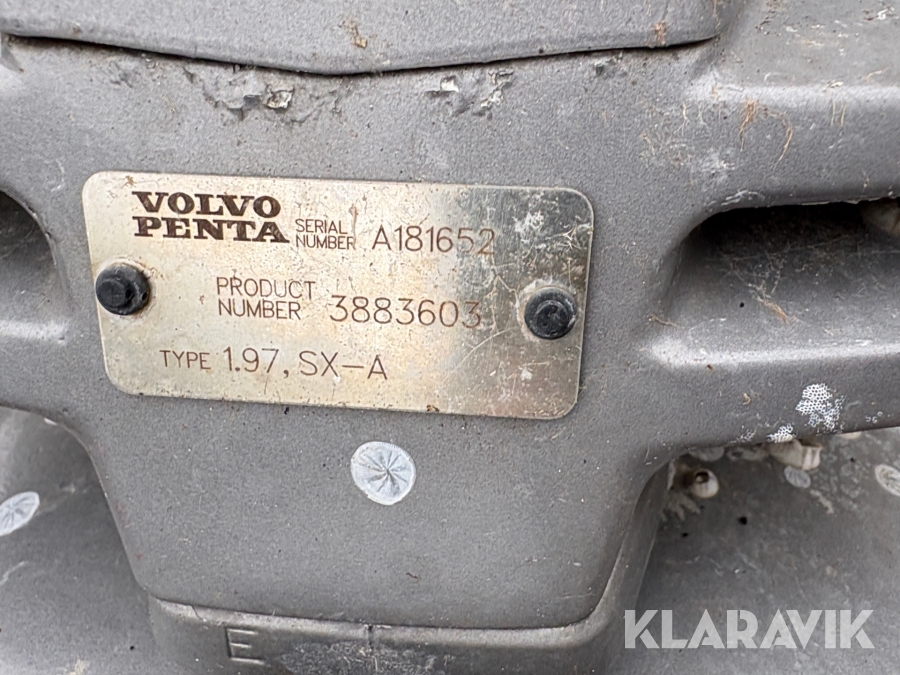 VOLVO
PENTA SERIAL NUMBER A181652
PRODUCT NUMBER 3883603
TYPE 1.97, SX-A
E
KLARAVIK